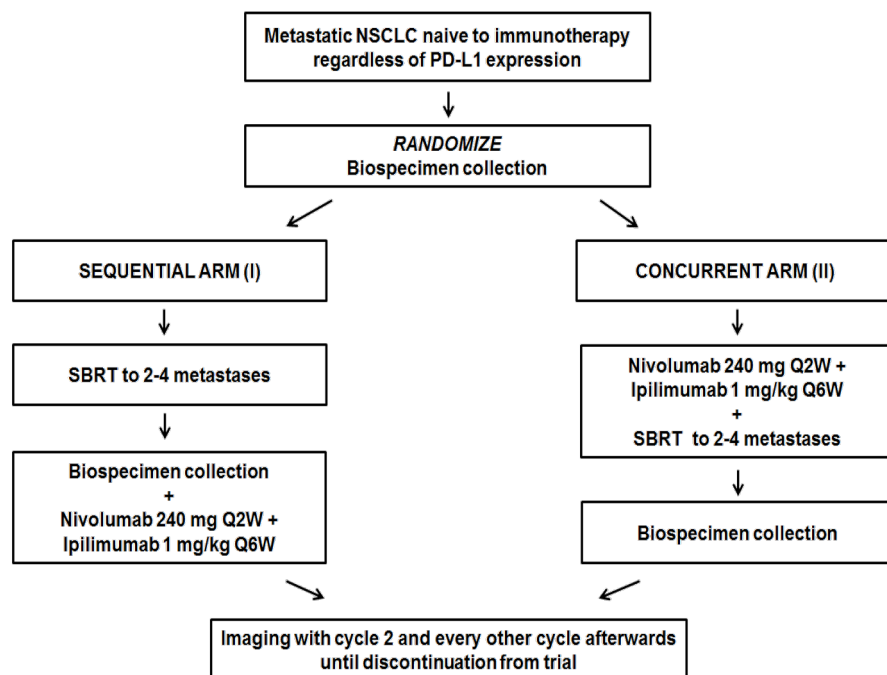 Metastatic NSCLC naive to immunotherapy
regardless of PD-L1 expression
RANDOMIZE
Biospecimen collection
SEQUENTIAL ARM (I)
CONCURRENT ARM (II)
SBRT to 2-4 metastases
Nivolumab 240 mg Q2W +
Ipilimumab 1 mg/kg Q6W
+
SBRT to 2-4 metastases
Biospecimen collection
+
Nivolumab 240 mg Q2W +
Ipilimumab 1 mg/kg Q6W
Biospecimen collection
Imaging with cycle 2 and every other cycle afterwards
until discontinuation from trial